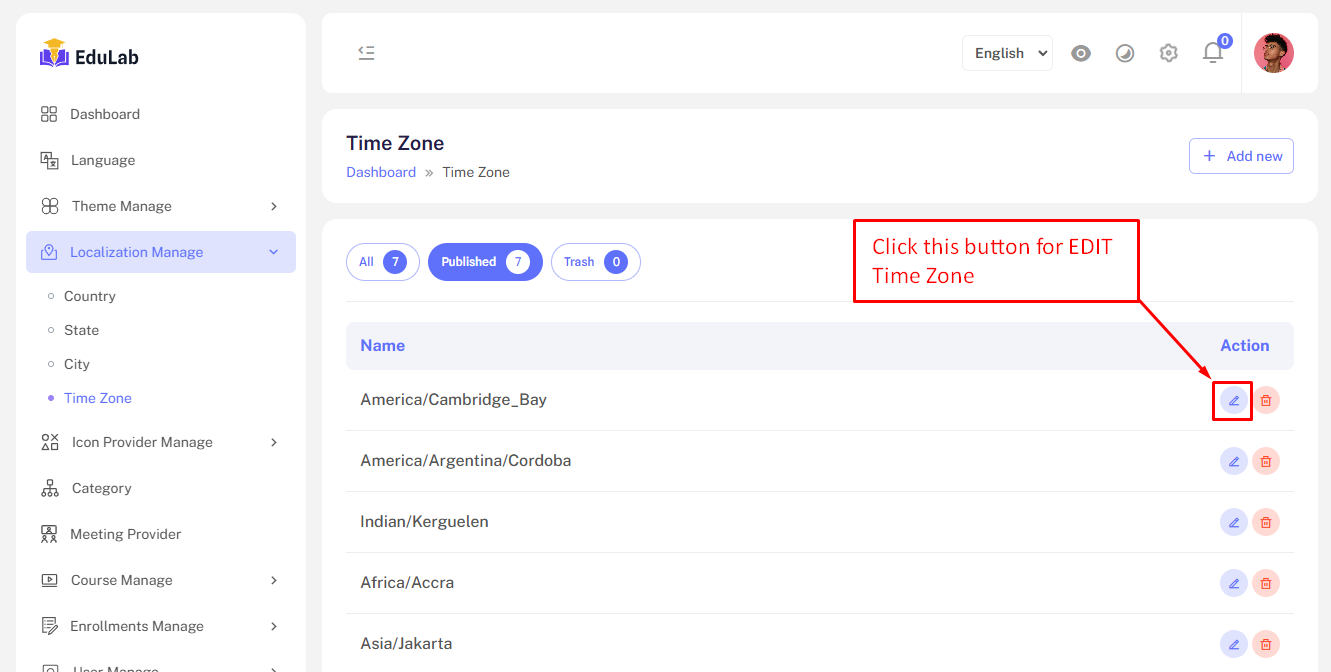 EduLab
Dashboard
Language
Theme Manage
Localization Manage
Country
State
City
Time Zone
Icon Provider Manage
Category
Meeting Provider
Course Manage
Enrollments Manage
User Manage
English
0
Time Zone
Dashboard » Time Zone
+ Add new
All 7
Published 7
Trash 0
Click this button for EDIT
Time Zone
Name Action
America/Cambridge_Bay
America/Argentina/Cordoba
Indian/Kerguelen
Africa/Accra
Asia/Jakarta